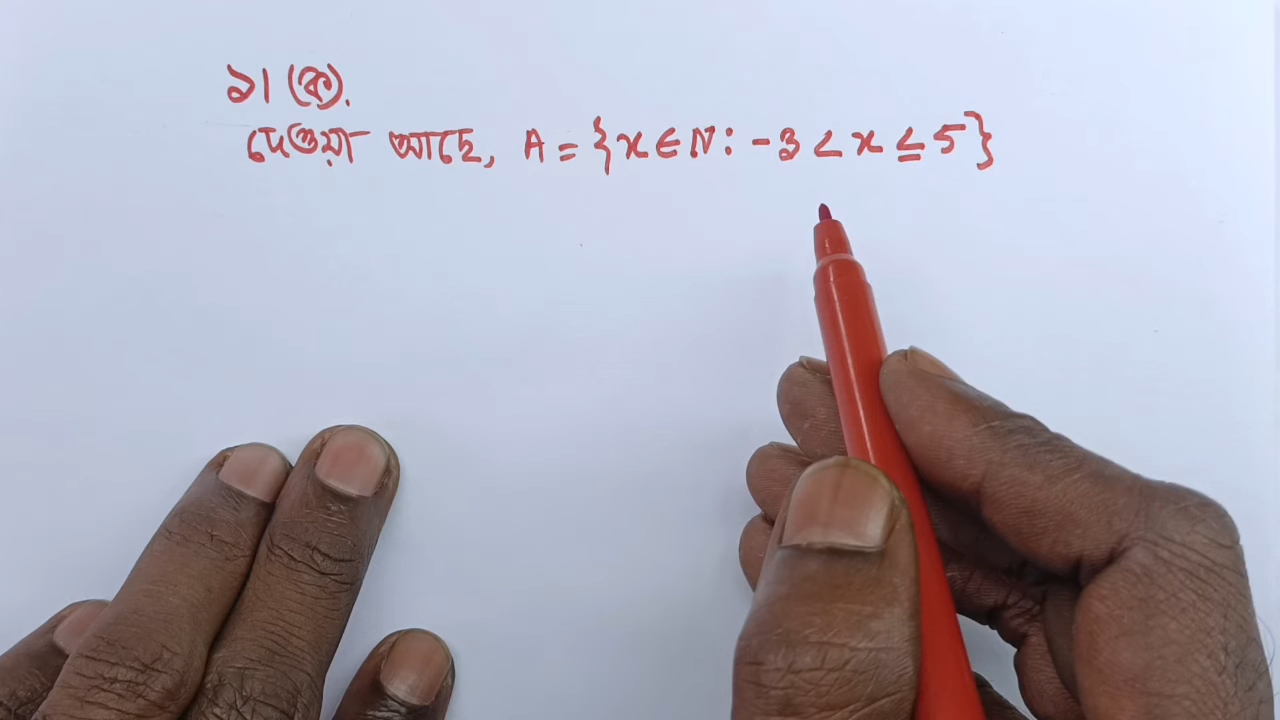 ১। (ক).
দেওয়া আছে, A = {x ∈ N : -3 < x ≤ 5}